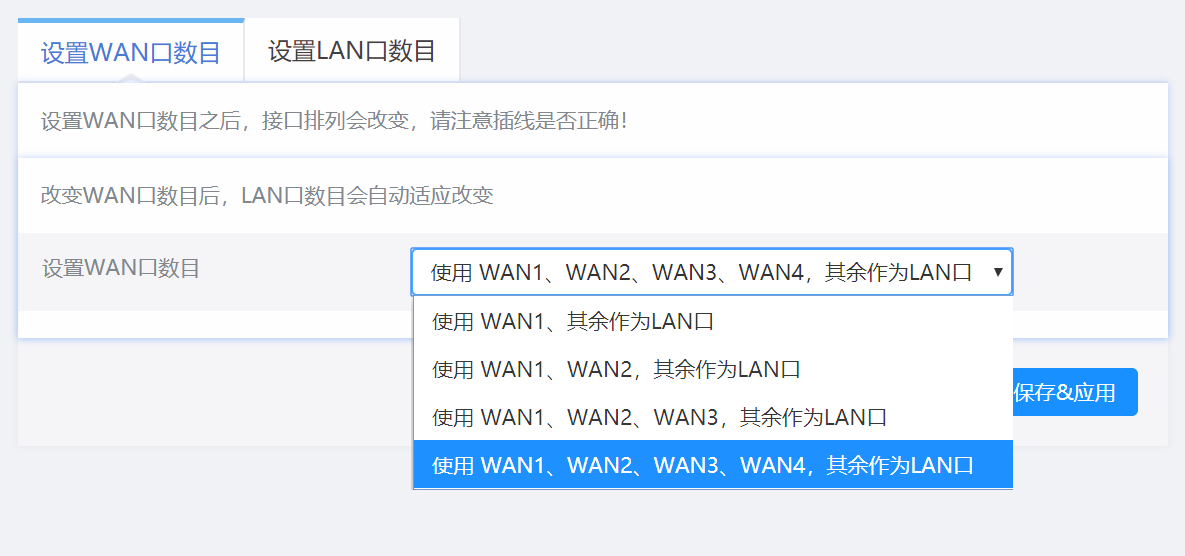 设置WAN口数目
设置LAN口数目
设置WAN口数目之后，接口排列会改变，请注意插线是否正确！
改变WAN口数目后，LAN口数目会自动适应改变
设置WAN口数目
使用 WAN1、WAN2、WAN3、WAN4，其余作为LAN口
使用 WAN1、其余作为LAN口
使用 WAN1、WAN2，其余作为LAN口
保存&应用
使用 WAN1、WAN2、WAN3，其余作为LAN口
使用 WAN1、WAN2、WAN3、WAN4，其余作为LAN口